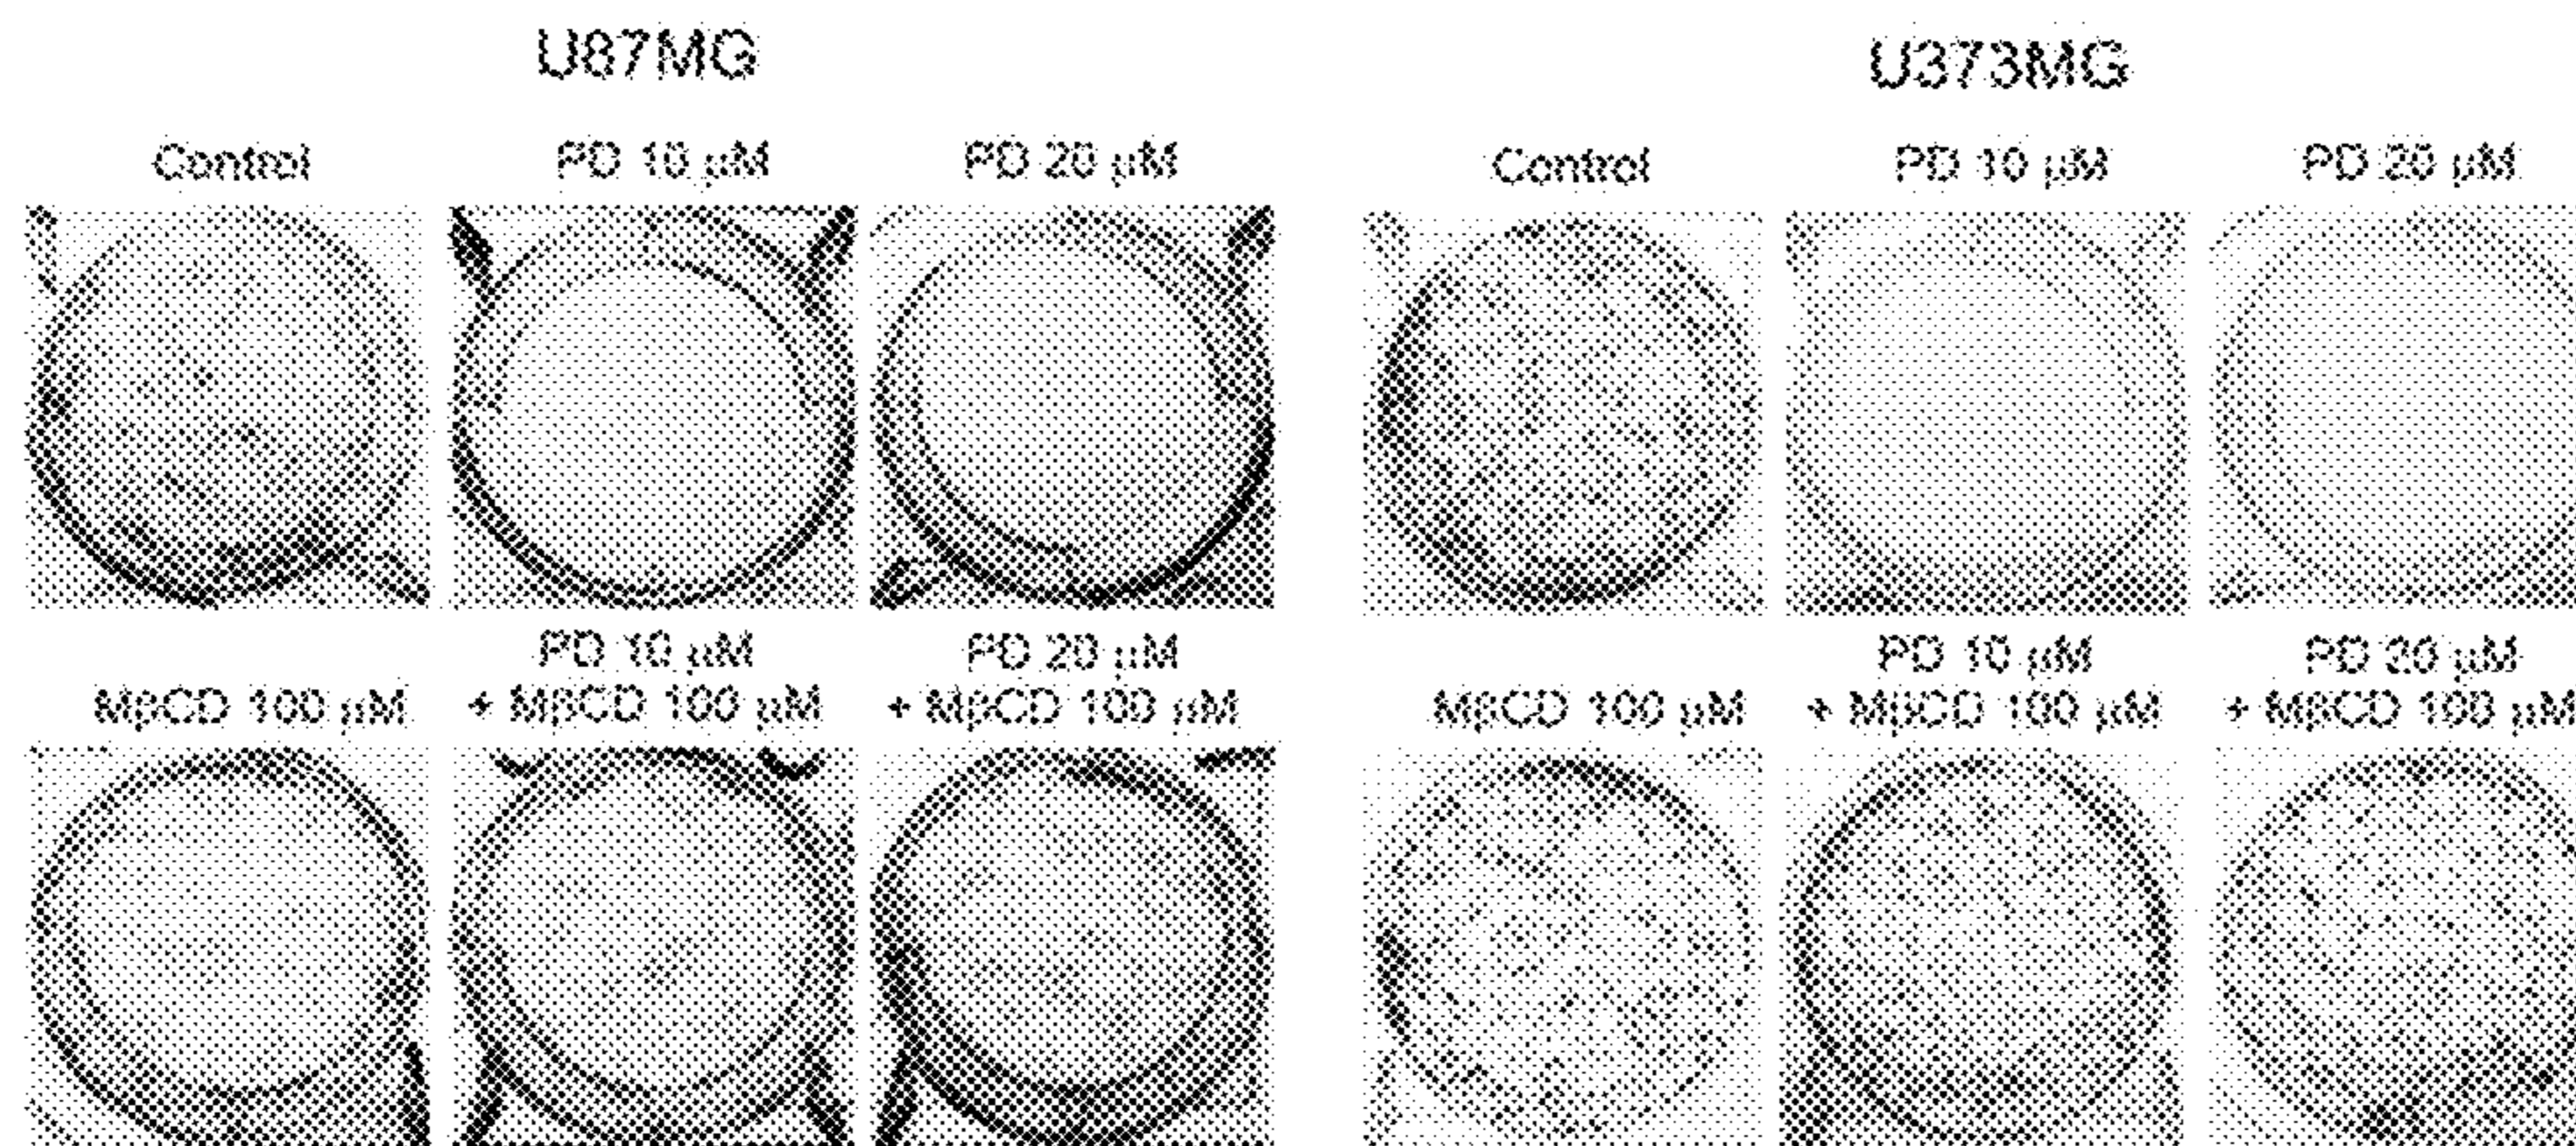 U87MG
U373MG
Control
PD 10 µM
PD 20 µM
Control
PD 10 µM
PD 20 µM
MβCD 100 µM
PD 10 µM
+ MβCD 100 µM
PD 20 µM
+ MβCD 100 µM
MβCD 100 µM
PD 10 µM
+ MβCD 100 µM
PD 20 µM
+ MβCD 100 µM